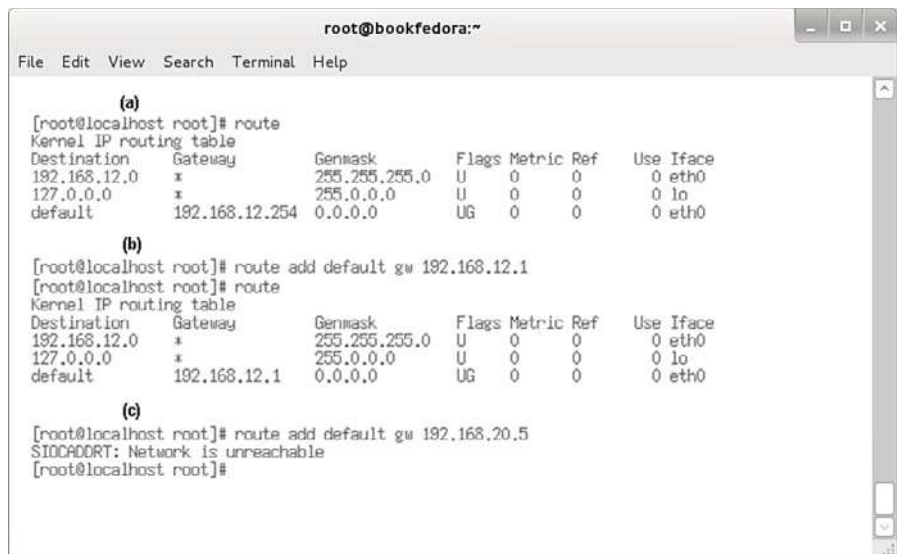 root@bookfedora:~
File Edit View Search Terminal Help
(a)
[root@localhost root]# route
Kernel IP routing table
Destination Gateway Genmask Flags Metric Ref Use Iface
192.168.12.0 * 255.255.255.0 U 0 0 0 eth0
127.0.0.0 * 255.0.0.0 U 0 0 0 lo
default 192.168.12.254 0.0.0.0 UG 0 0 0 eth0
(b)
[root@localhost root]# route add default gw 192.168.12.1
[root@localhost root]# route
Kernel IP routing table
Destination Gateway Genmask Flags Metric Ref Use Iface
192.168.12.0 * 255.255.255.0 U 0 0 0 eth0
127.0.0.0 * 255.0.0.0 U 0 0 0 lo
default 192.168.12.1 0.0.0.0 UG 0 0 0 eth0
(c)
[root@localhost root]# route add default gw 192.168.20.5
SIOCADDRT: Network is unreachable
[root@localhost root]#